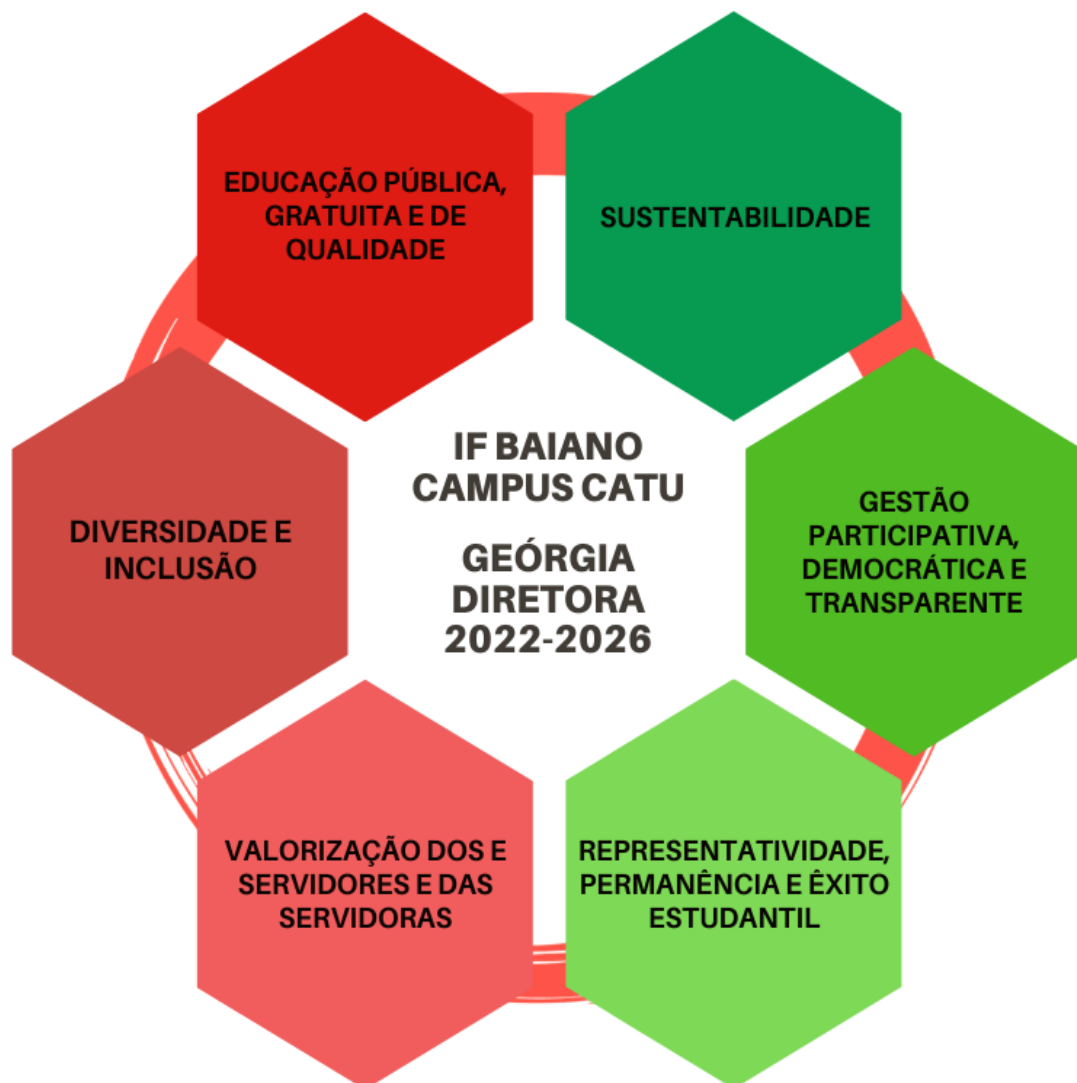 EDUCAÇÃO PÚBLICA,
GRATUITA E DE
QUALIDADE
SUSTENTABILIDADE
DIVERSIDADE E
INCLUSÃO
IF BAIANO
CAMPUS CATU
GEÓRGIA
DIRETORA
2022-2026
GESTÃO
PARTICIPATIVA,
DEMOCRÁTICA E
TRANSPARENTE
VALORIZAÇÃO DOS E
SERVIDORES E DAS
SERVIDORAS
REPRESENTATIVIDADE,
PERMANÊNCIA E ÊXITO
ESTUDANTIL